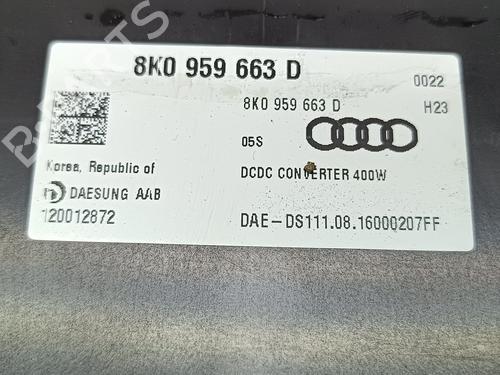 8K0 959 663 D
0022
8K0 959 663 D
H23
05S
Korea, Republic of
DCDC CONVERTER 400W
DAESUNG AAB
120012872
DAE-DS111.08.16000207FF